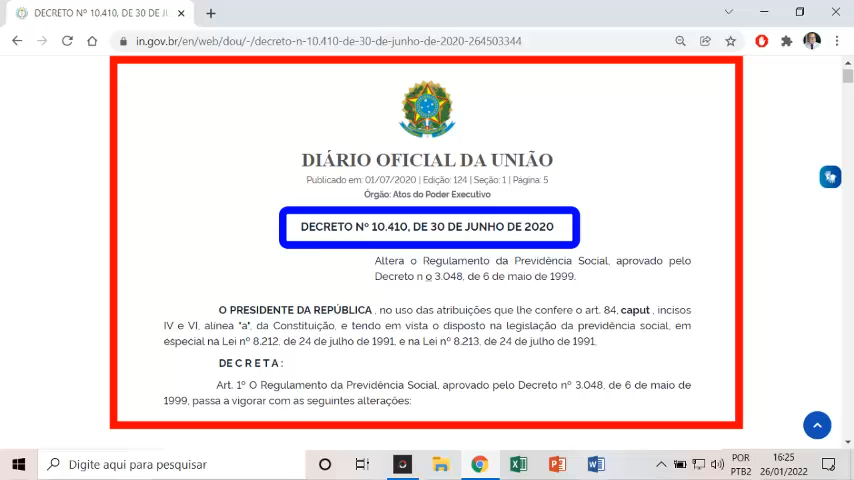 DECRETO Nº 10.410, DE 30 DE JU
in.gov.br/en/web/dou/-/decreto-n-10.410-de-30-de-junho-de-2020-264503344
DIÁRIO OFICIAL DA UNIÃO
Publicado em: 01/07/2020 | Edição: 124 | Seção: 1 | Página: 5
Órgão: Atos do Poder Executivo
DECRETO Nº 10.410, DE 30 DE JUNHO DE 2020
Altera o Regulamento da Previdência Social, aprovado pelo
Decreto n o 3.048, de 6 de maio de 1999.
O PRESIDENTE DA REPÚBLICA , no uso das atribuições que lhe confere o art. 84, caput , incisos
IV e VI, alínea "a", da Constituição, e tendo em vista o disposto na legislação da previdência social, em
especial na Lei nº 8.212, de 24 de julho de 1991, e na Lei nº 8.213, de 24 de julho de 1991,
D E C R E T A :
Art. 1º O Regulamento da Previdência Social, aprovado pelo Decreto nº 3.048, de 6 de maio de
1999, passa a vigorar com as seguintes alterações:
Digite aqui para pesquisar
POR
PTB2
16:25
26/01/2022